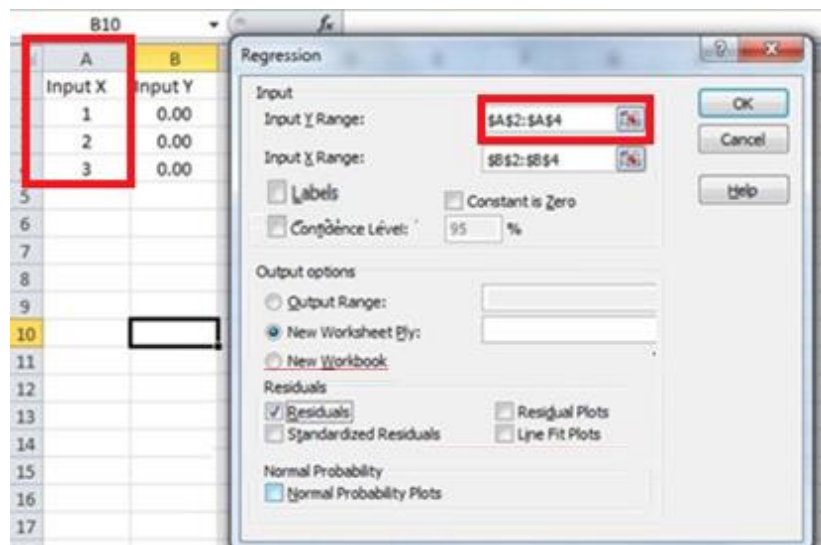 B10 fx
A B
Input X Input Y
1 0.00
2 0.00
3 0.00
5
6
7
8
9
10
11
12
13
14
15
16
17
Regression
Input
Input Y Range: $A$2:$A$4
Input X Range: $B$2:$B$4
Labels Constant is Zero
Confidence Level: 95 %
Output options
Output Range:
New Worksheet Ply:
New Workbook
Residuals
Residuals Residual Plots
Standardized Residuals Line Fit Plots
Normal Probability
Normal Probability Plots
OK
Cancel
Help